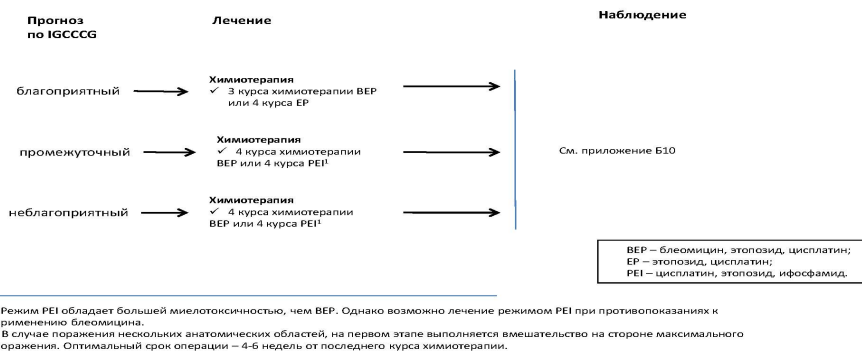 Прогноз
по IGCCCG
Лечение
Наблюдение
благоприятный
Химиотерапия
✓ 3 курса химиотерапии BEP
или 4 курса EP
промежуточный
Химиотерапия
✓ 4 курса химиотерапии
BEP или 4 курса PEI¹
См. приложение Б10
неблагоприятный
Химиотерапия
✓ 4 курса химиотерапии
BEP или 4 курса PEI¹
BEP – блеомицин, этопозид, цисплатин;
EP – этопозид, цисплатин;
PEI – цисплатин, этопозид, ифосфамид.
Режим PEI обладает большей миелотоксичностью, чем BEP. Однако возможно лечение режимом PEI при противопоказаниях к
рименению блеомицина.
В случае поражения нескольких анатомических областей, на первом этапе выполняется вмешательство на стороне максимального
оражения. Оптимальный срок операции – 4-6 недель от последнего курса химиотерапии.